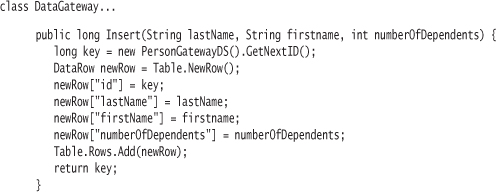 class DataGateway...
public long Insert(String lastName, String firstname, int numberOfDependents) {
long key = new PersonGatewayDS().GetNextID();
DataRow newRow = Table.NewRow();
newRow["id"] = key;
newRow["lastName"] = lastName;
newRow["firstName"] = firstname;
newRow["numberOfDependents"] = numberOfDependents;
Table.Rows.Add(newRow);
return key;
}